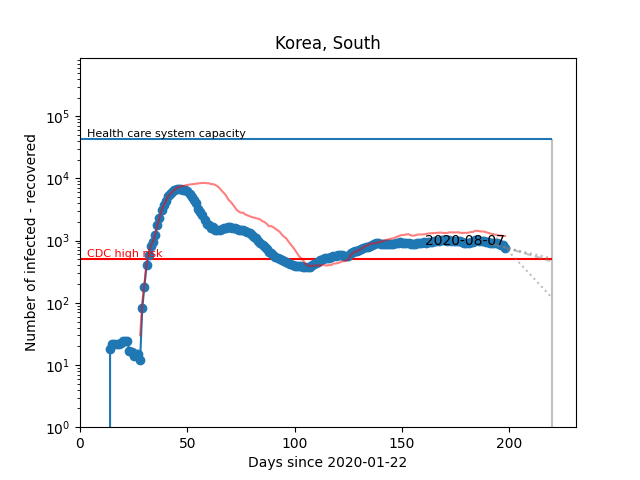 Korea, South
Number of infected - recovered
10^5
10^4
10^3
10^2
10^1
10^0
Health care system capacity
CDC high risk
2020-08-07
0 50 100 150 200
Days since 2020-01-22